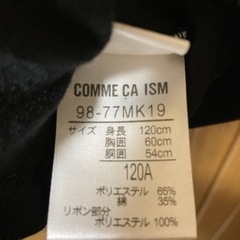 COMME CA ISM
98-77MK19
サイズ 身長 120cm
胸囲 60cm
胴囲 54cm
120A
ポリエステル 65%
綿 35%
リボン部分
ポリエステル 100%